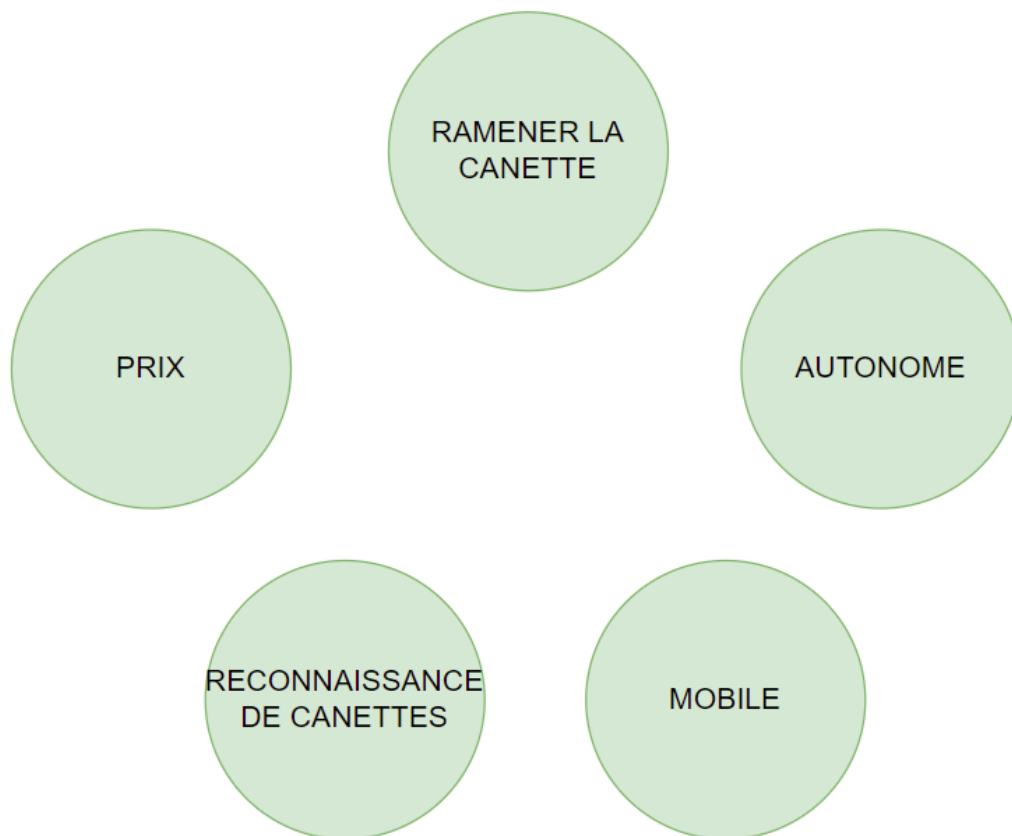 RAMENER LA
CANETTE
PRIX
AUTONOME
RECONNAISSANCE
DE CANETTES
MOBILE